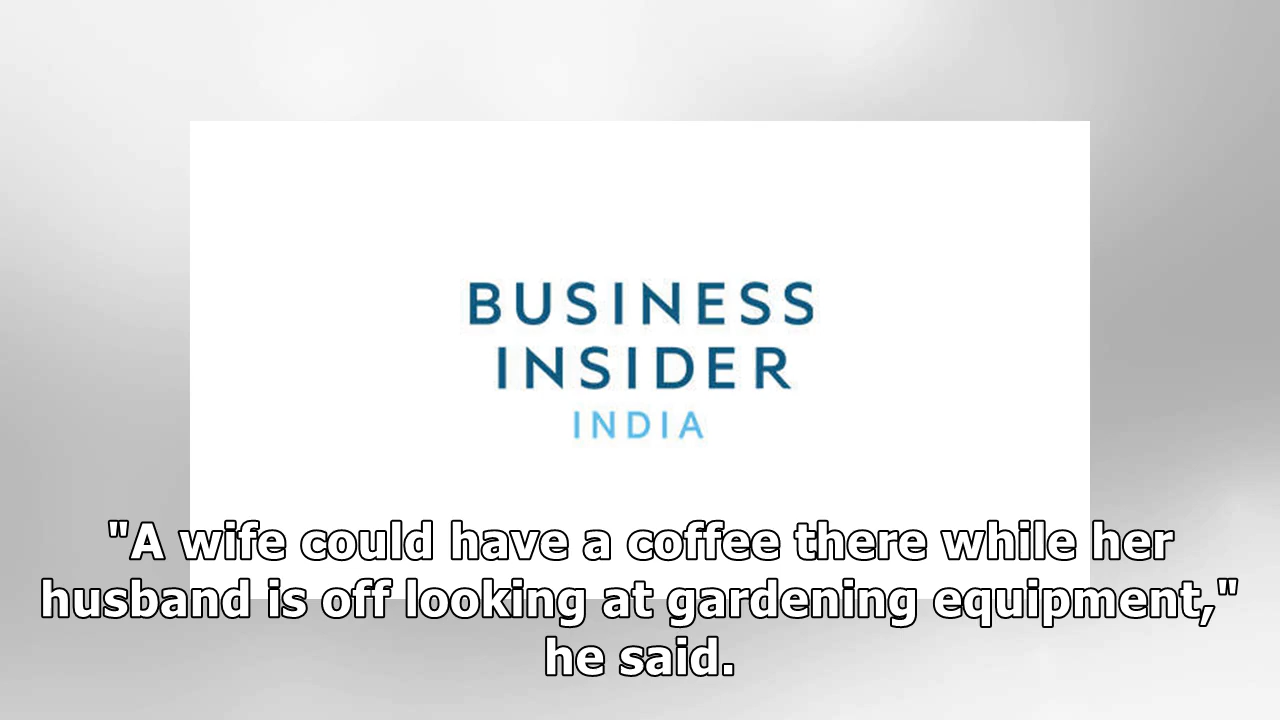 BUSINESS
INSIDER
INDIA
"A wife could have a coffee there while her
husband is off looking at gardening equipment,"
he said.